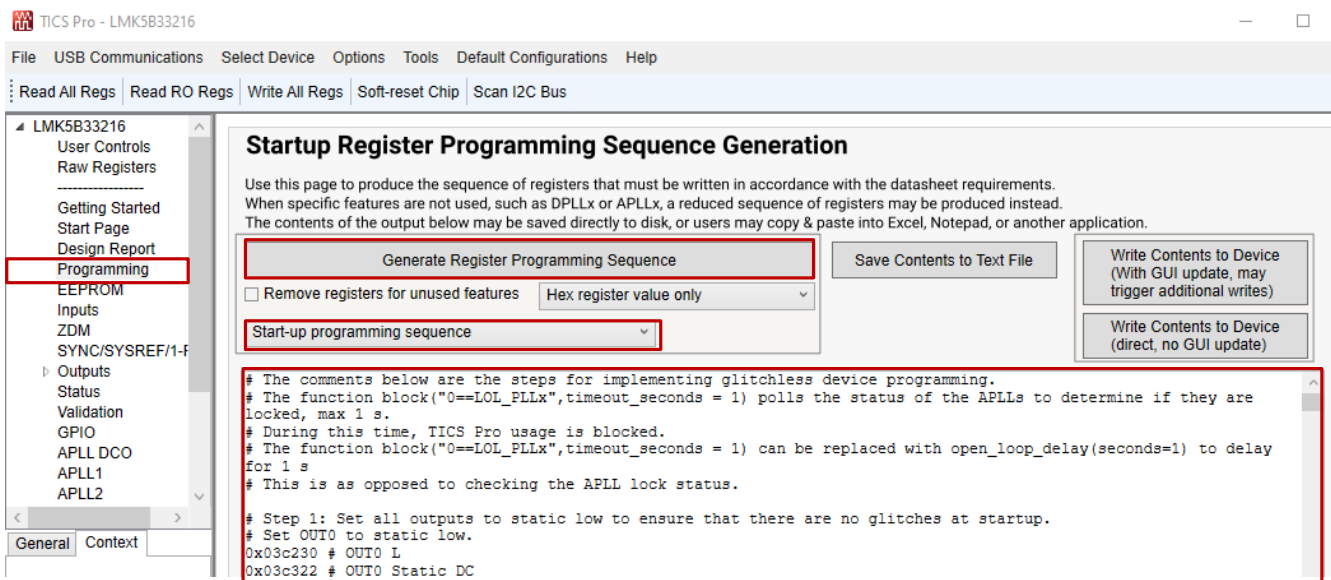 TICS Pro - LMK5B33216
File USB Communications Select Device Options Tools Default Configurations Help
Read All Regs Read RO Regs Write All Regs Soft-reset Chip Scan I2C Bus
LMK5B33216
User Controls
Raw Registers
-----------------
Getting Started
Start Page
Design Report
Programming
EEPROM
Inputs
ZDM
SYNC/SYSREF/1-F
Outputs
Status
Validation
GPIO
APLL DCO
APLL1
APLL2
General Context
Startup Register Programming Sequence Generation
Use this page to produce the sequence of registers that must be written in accordance with the datasheet requirements.
When specific features are not used, such as DPLLx or APLLx, a reduced sequence of registers may be produced instead.
The contents of the output below may be saved directly to disk, or users may copy & paste into Excel, Notepad, or another application.
Generate Register Programming Sequence
Save Contents to Text File
Write Contents to Device
(With GUI update, may
trigger additional writes)
Remove registers for unused features
Hex register value only
Start-up programming sequence
Write Contents to Device
(direct, no GUI update)
# The comments below are the steps for implementing glitchless device programming.
# The function block("0==LOL_PLLx",timeout_seconds = 1) polls the status of the APLLs to determine if they are
locked, max 1 s.
# During this time, TICS Pro usage is blocked.
# The function block("0==LOL_PLLx",timeout_seconds = 1) can be replaced with open_loop_delay(seconds=1) to delay
for 1 s
# This is as opposed to checking the APLL lock status.
# Step 1: Set all outputs to static low to ensure that there are no glitches at startup.
# Set OUT0 to static low.
0x03c230 # OUT0 L
0x03c322 # OUT0 Static DC